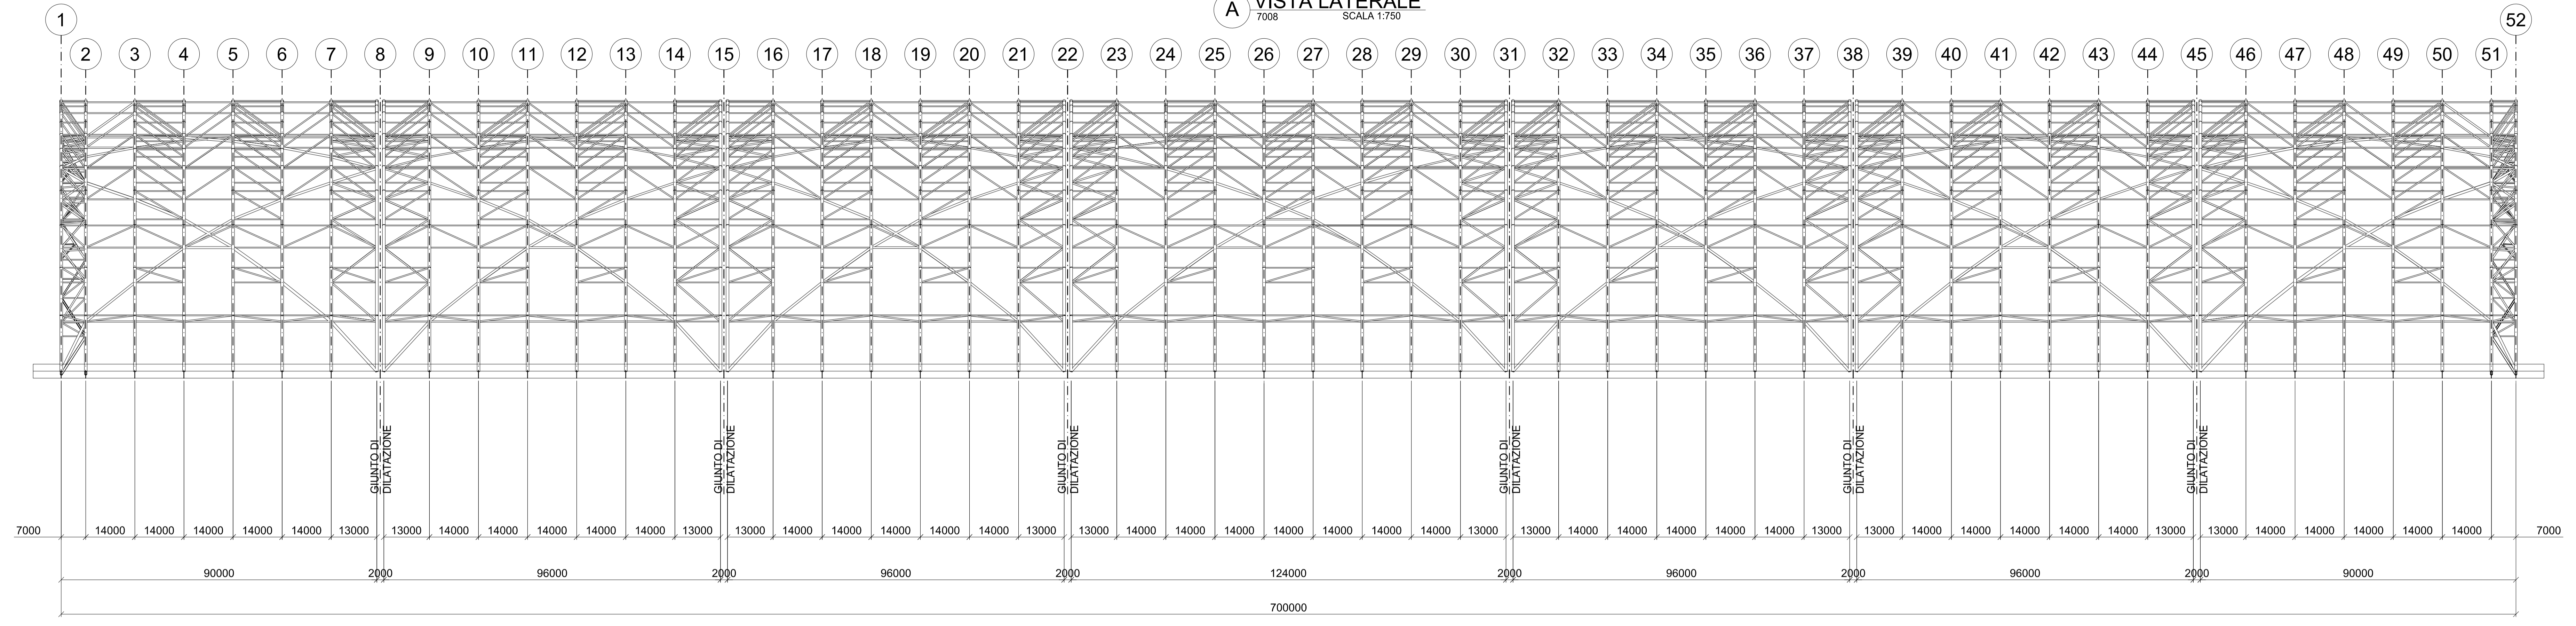 A
VISTA LATERALE
7008 SCALA 1:750
1
52
2 3 4 5 6 7 8 9 10 11 12 13 14 15 16 17 18 19 20 21 22 23 24 25 26 27 28 29 30 31 32 33 34 35 36 37 38 39 40 41 42 43 44 45 46 47 48 49 50 51
GIUNTO DI
DILATAZIONE
GIUNTO DI
DILATAZIONE
GIUNTO DI
DILATAZIONE
GIUNTO DI
DILATAZIONE
GIUNTO DI
DILATAZIONE
GIUNTO DI
DILATAZIONE
7000 14000 14000 14000 14000 14000 13000 13000 14000 14000 14000 14000 14000 13000 13000 14000 14000 14000 14000 14000 13000 13000 14000 14000 14000 14000 14000 14000 14000 13000 13000 14000 14000 14000 14000 14000 13000 13000 14000 14000 14000 14000 14000 13000 13000 14000 14000 14000 14000 14000 7000
90000 2000 96000 2000 96000 2000 124000 2000 96000 2000 96000 2000 90000
700000